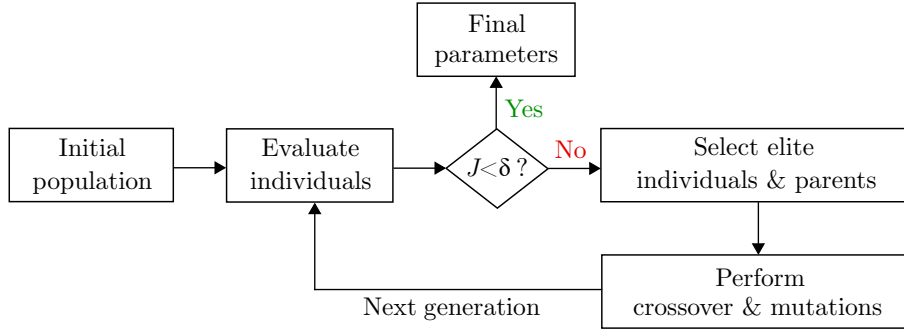 Final
parameters
Yes
Initial
population
Evaluate
individuals
J<δ ?
No
Select elite
individuals & parents
Perform
crossover & mutations
Next generation